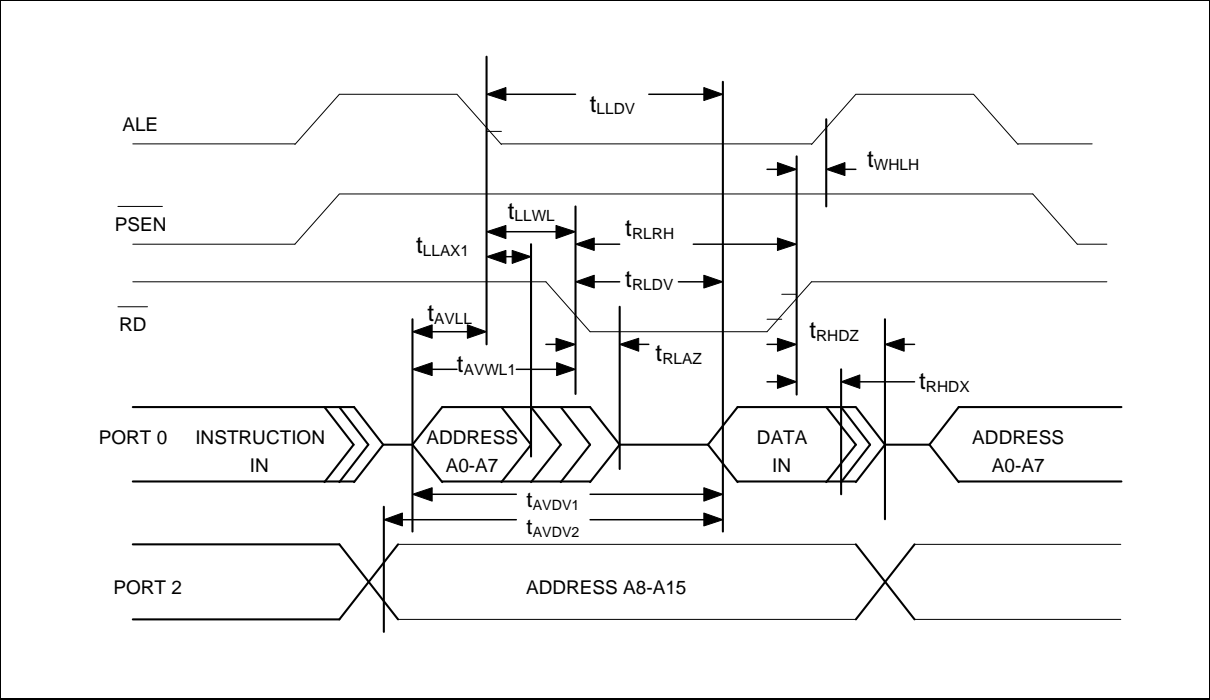 tLLDV
ALE
tWHLH
PSEN
tLLWL
tRLRH
tLLAX1
tRLDV
RD
tAVLL
tRHDZ
tRLAZ
tAVWL1
tRHDX
PORT 0
INSTRUCTION
IN
ADDRESS
A0-A7
DATA
IN
ADDRESS
A0-A7
tAVDV1
tAVDV2
PORT 2
ADDRESS A8-A15